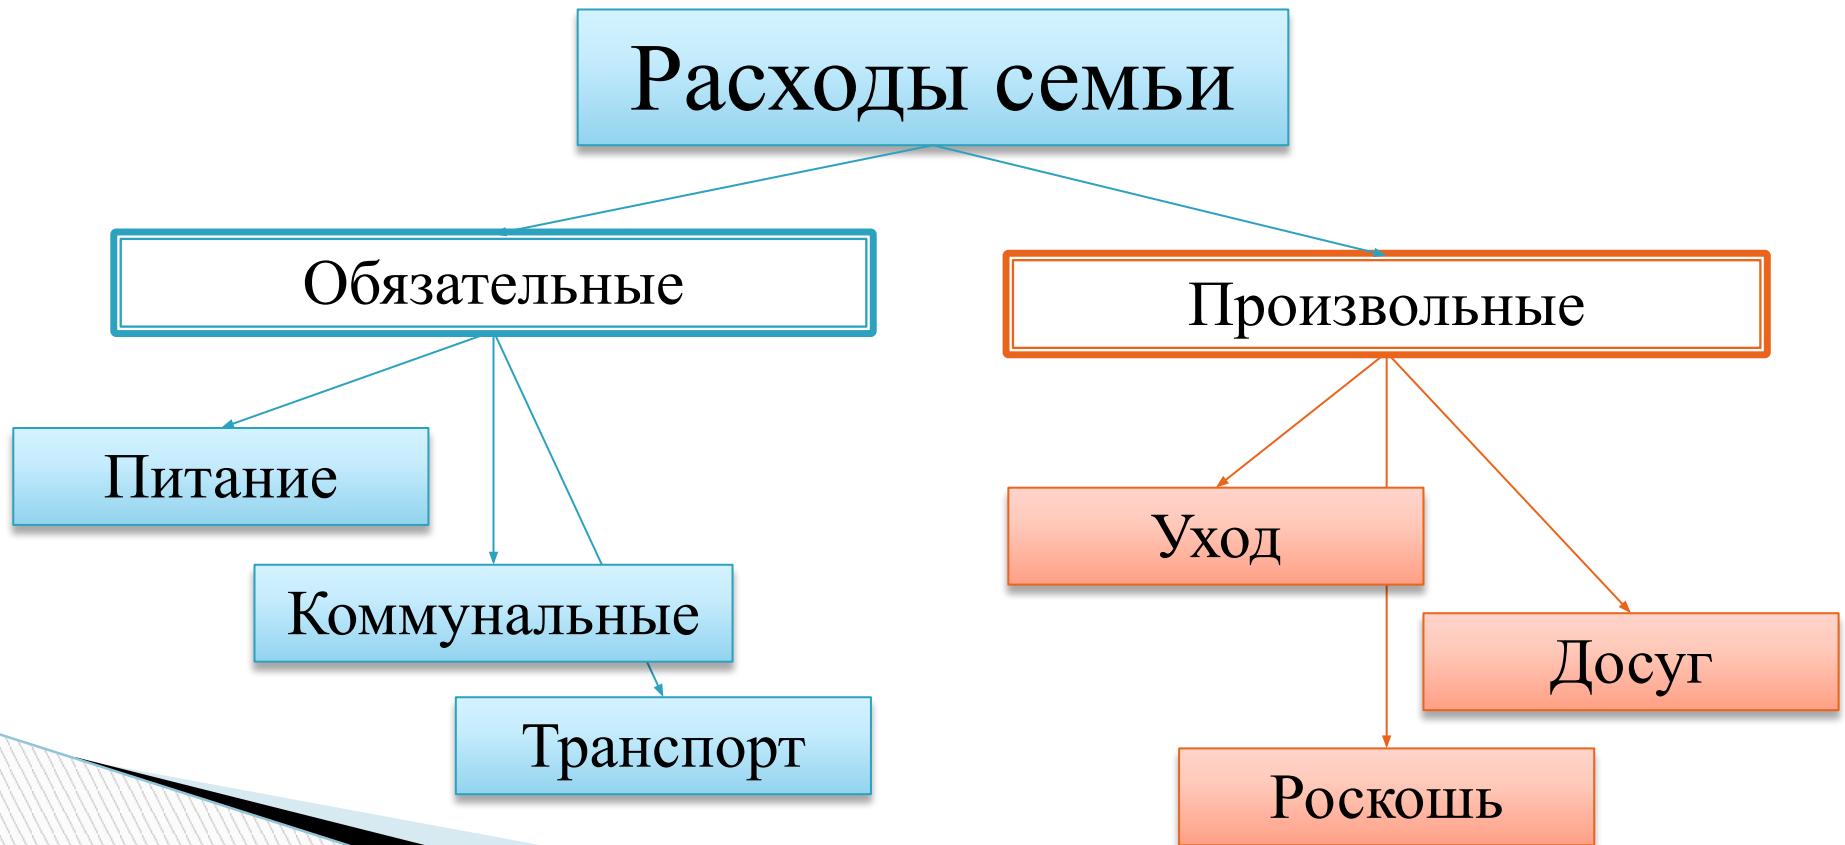 Расходы семьи
Обязательные
Произвольные
Питание
Уход
Коммунальные
Досуг
Транспорт
Роскошь